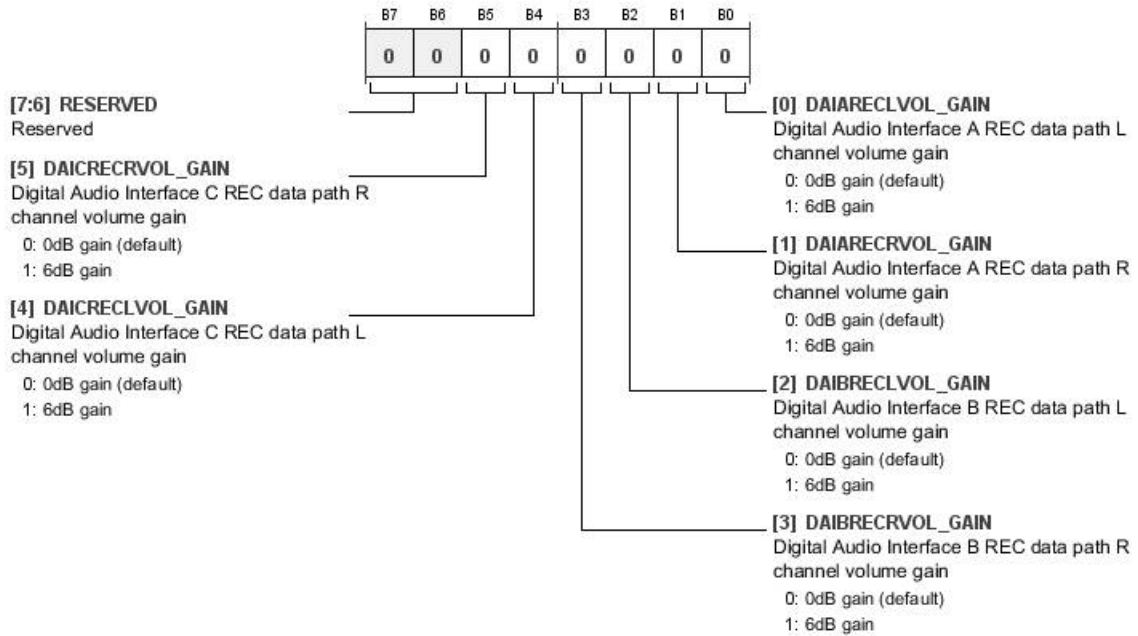 B7 B6 B5 B4 B3 B2 B1 B0
0 0 0 0 0 0 0 0
[7:6] RESERVED
Reserved
[5] DAICRECRVOL_GAIN
Digital Audio Interface C REC data path R
channel volume gain
0: 0dB gain (default)
1: 6dB gain
[4] DAICRECLVOL_GAIN
Digital Audio Interface C REC data path L
channel volume gain
0: 0dB gain (default)
1: 6dB gain
[0] DAIARECLVOL_GAIN
Digital Audio Interface A REC data path L
channel volume gain
0: 0dB gain (default)
1: 6dB gain
[1] DAIARECRVOL_GAIN
Digital Audio Interface A REC data path R
channel volume gain
0: 0dB gain (default)
1: 6dB gain
[2] DAIBRECLVOL_GAIN
Digital Audio Interface B REC data path L
channel volume gain
0: 0dB gain (default)
1: 6dB gain
[3] DAIBRECRVOL_GAIN
Digital Audio Interface B REC data path R
channel volume gain
0: 0dB gain (default)
1: 6dB gain